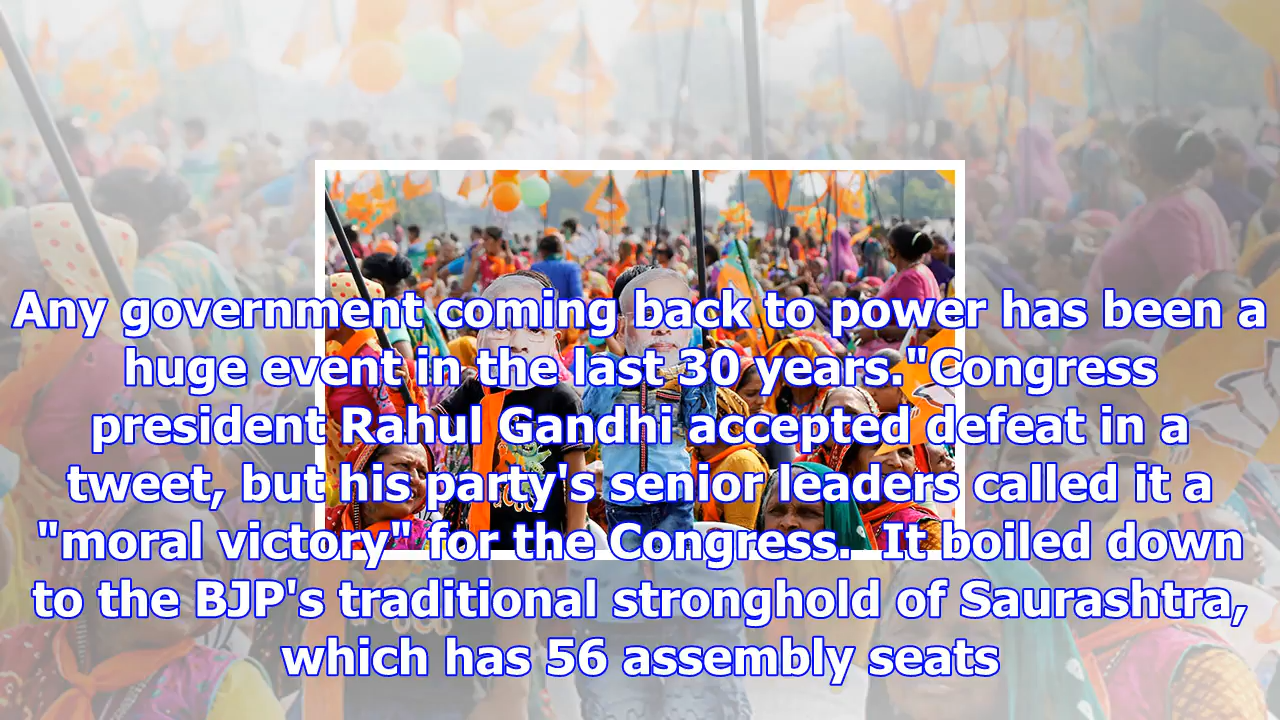 Any government coming back to power has been a
huge event in the last 30 years."Congress
president Rahul Gandhi accepted defeat in a
tweet, but his party's senior leaders called it a
"moral victory" for the Congress.  It boiled down
to the BJP's traditional stronghold of Saurashtra,
which has 56 assembly seats